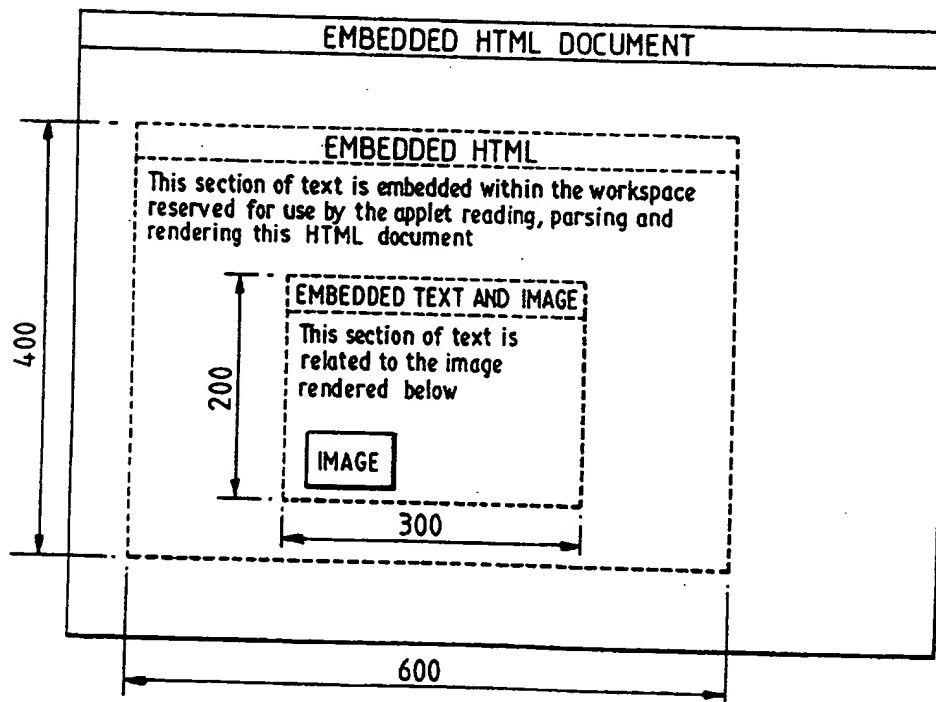 EMBEDDED HTML DOCUMENT
EMBEDDED HTML
This section of text is embedded within the workspace
reserved for use by the applet reading, parsing and
rendering this HTML document
EMBEDDED TEXT AND IMAGE
This section of text is
related to the image
rendered below
IMAGE
400
200
300
600